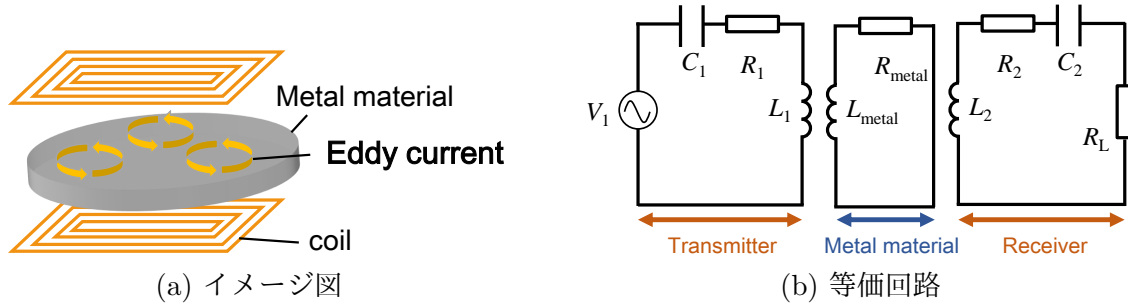 Metal material
Eddy current
coil
(a) イメージ図
C1
R1
V1
L1
Rmetal
Lmetal
R2
C2
L2
RL
Transmitter
Metal material
Receiver
(b) 等価回路